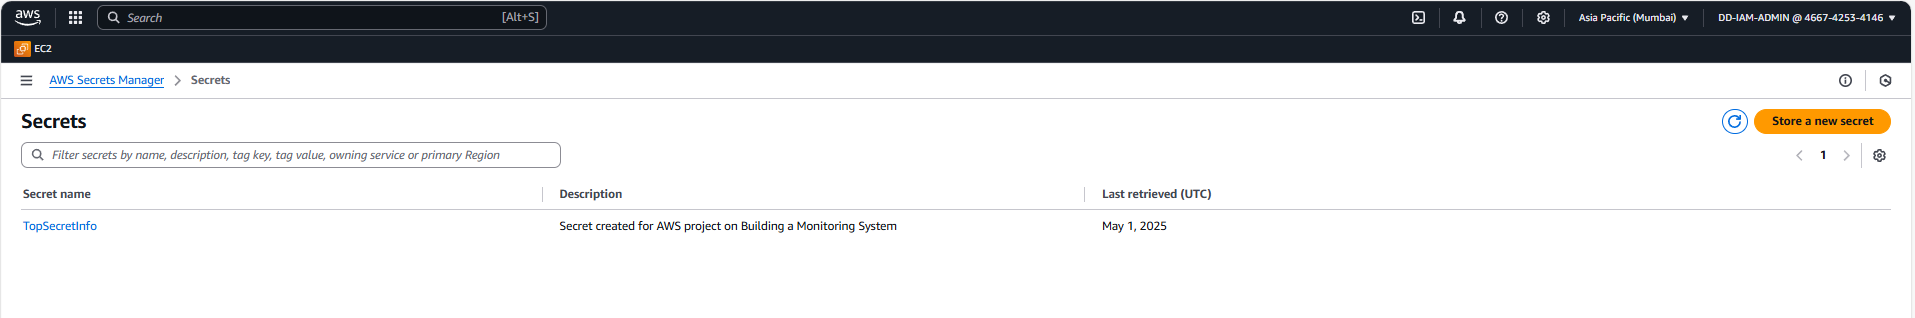 aws Search [Alt+S] Asia Pacific (Mumbai) DD-IAM-ADMIN @ 4667-4253-4146
EC2
AWS Secrets Manager Secrets
Secrets Store a new secret
Filter secrets by name, description, tag key, tag value, owning service or primary Region 1
Secret name Description Last retrieved (UTC)
TopSecretInfo Secret created for AWS project on Building a Monitoring System May 1, 2025